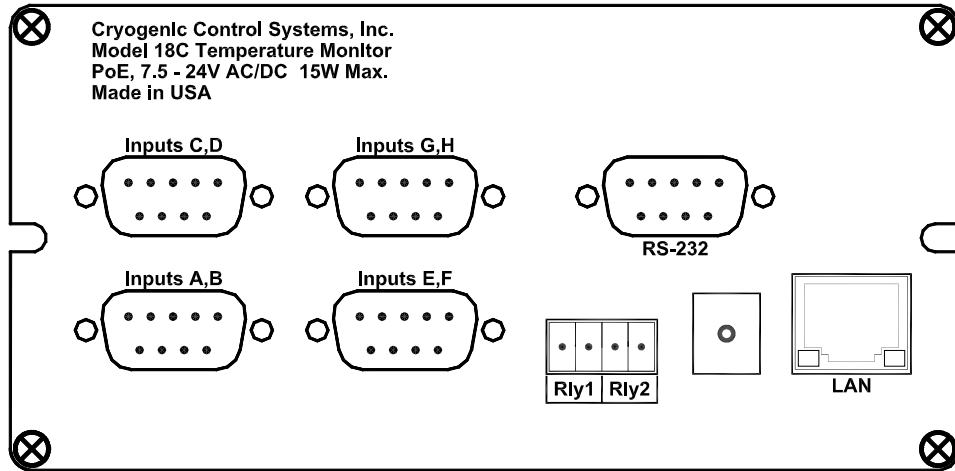 Cryogenic Control Systems, Inc.
Model 18C Temperature Monitor
PoE, 7.5 - 24V AC/DC 15W Max.
Made in USA
Inputs C,D
Inputs G,H
RS-232
Inputs A,B
Inputs E,F
Rly1
Rly2
LAN